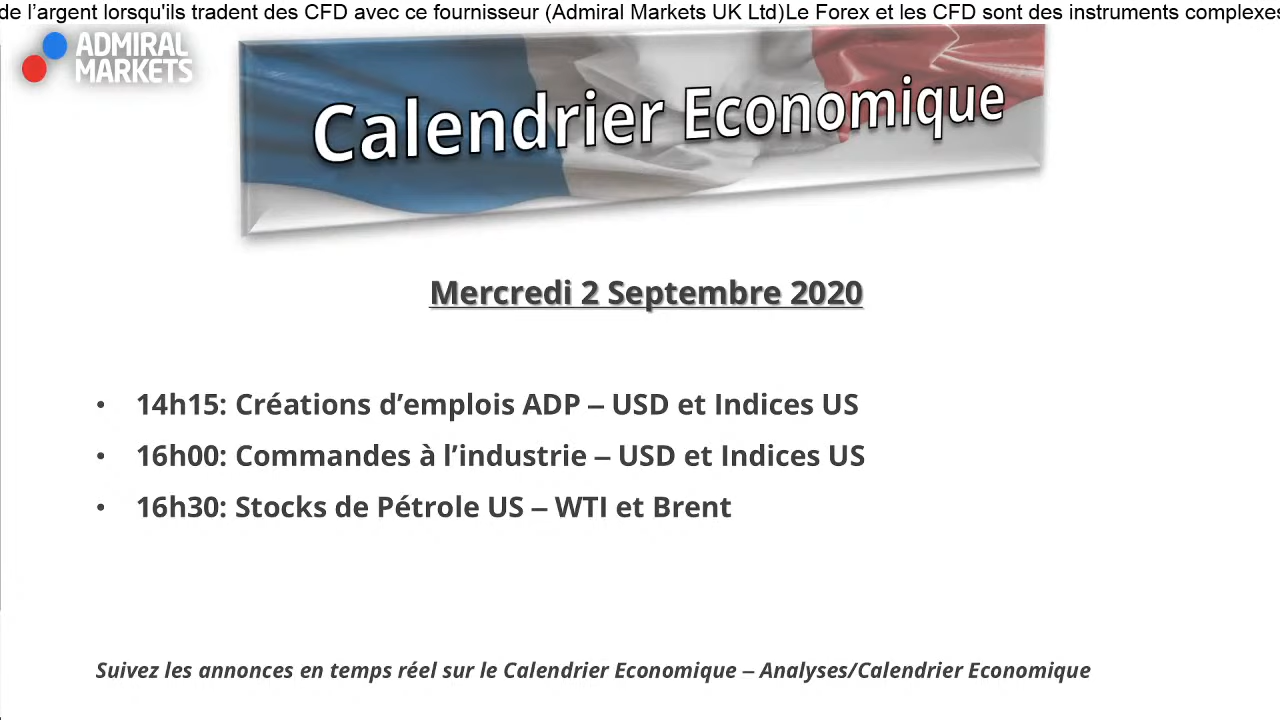 de l’argent lorsqu'ils tradent des CFD avec ce fournisseur (Admiral Markets UK Ltd)Le Forex et les CFD sont des instruments complexes
ADMIRAL
MARKETS
Calendrier Economique
Mercredi 2 Septembre 2020
• 14h15: Créations d’emplois ADP – USD et Indices US
• 16h00: Commandes à l’industrie – USD et Indices US
• 16h30: Stocks de Pétrole US – WTI et Brent
Suivez les annonces en temps réel sur le Calendrier Economique – Analyses/Calendrier Economique